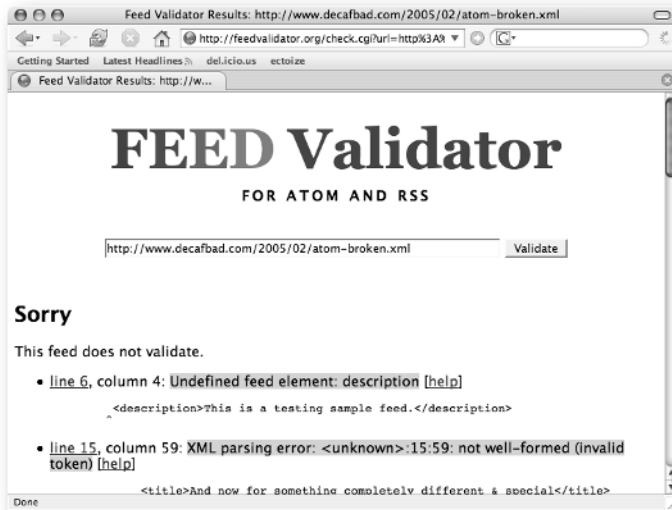 Feed Validator Results: http://www.decafbad.com/2005/02/atom-broken.xml
http://feedvalidator.org/check.cgi?url=http%3A%
Getting Started Latest Headlines del.icio.us ectoize
Feed Validator Results: http://w...
FEED Validator
FOR ATOM AND RSS
http://www.decafbad.com/2005/02/atom-broken.xml Validate
Sorry
This feed does not validate.
• line 6, column 4: Undefined feed element: description [help]
<description>This is a testing sample feed.</description>
• line 15, column 59: XML parsing error: <unknown>:15:59: not well-formed (invalid
token) [help]
<title>And now for something completely different & special</title>
Done